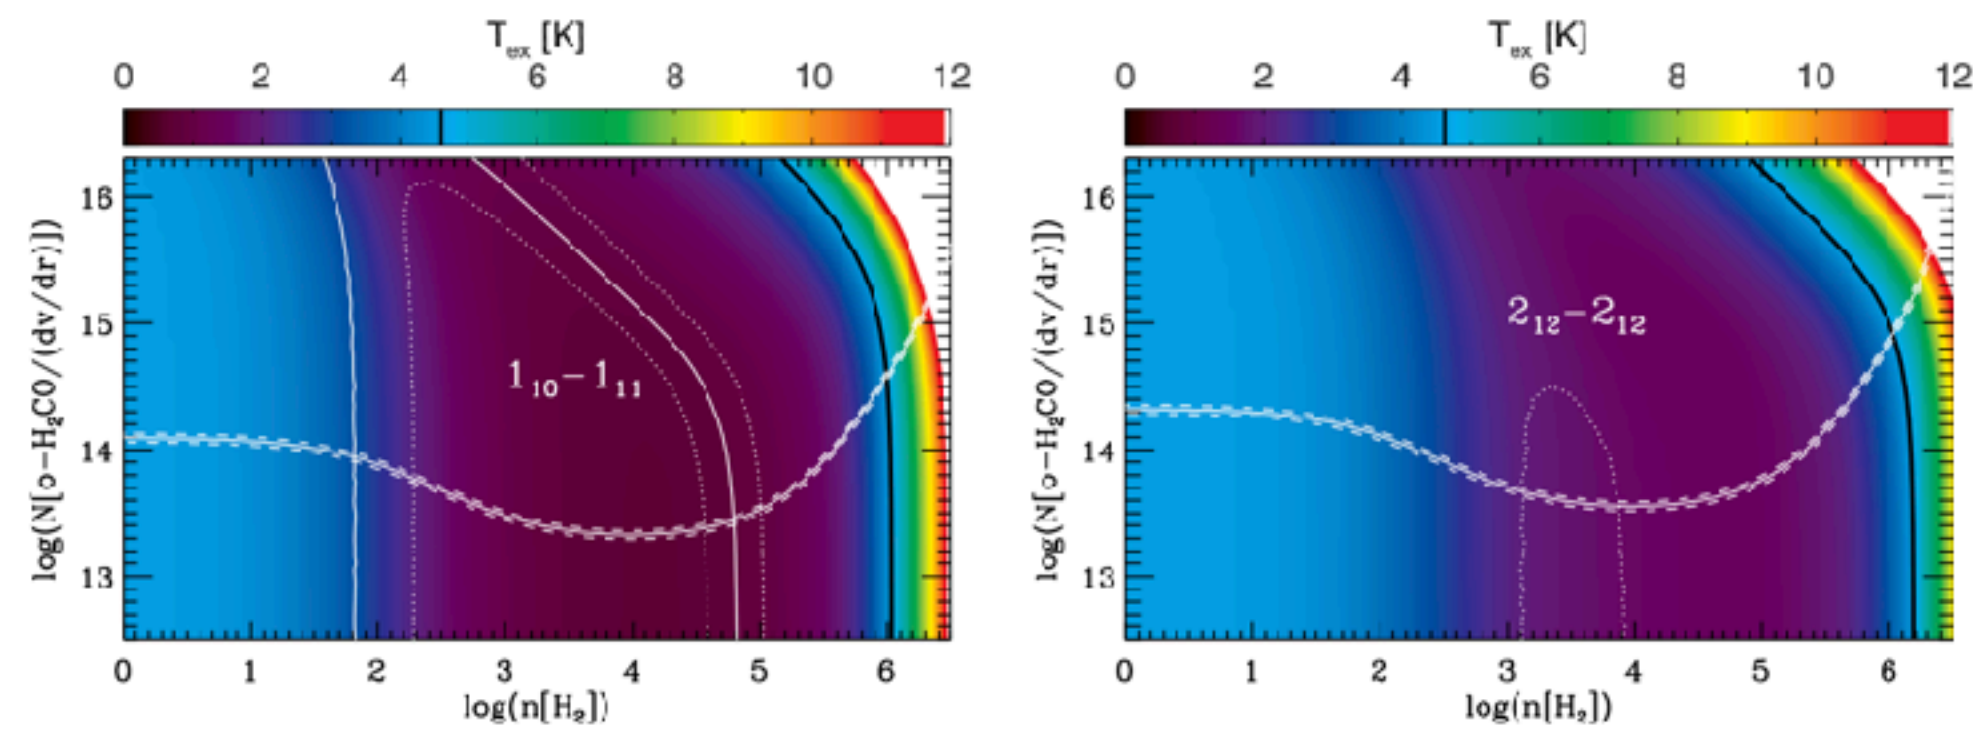 T_ex [K]
0 2 4 6 8 10 12
log(N[o-H₂CO/(dv/dr)])
16
15
14
13
1₁₀-1₁₁
0 1 2 3 4 5 6
log(n[H₂])
T_ex [K]
0 2 4 6 8 10 12
log(N[o-H₂CO/(dv/dr)])
16
15
14
13
2₁₂-2₁₂
0 1 2 3 4 5 6
log(n[H₂])